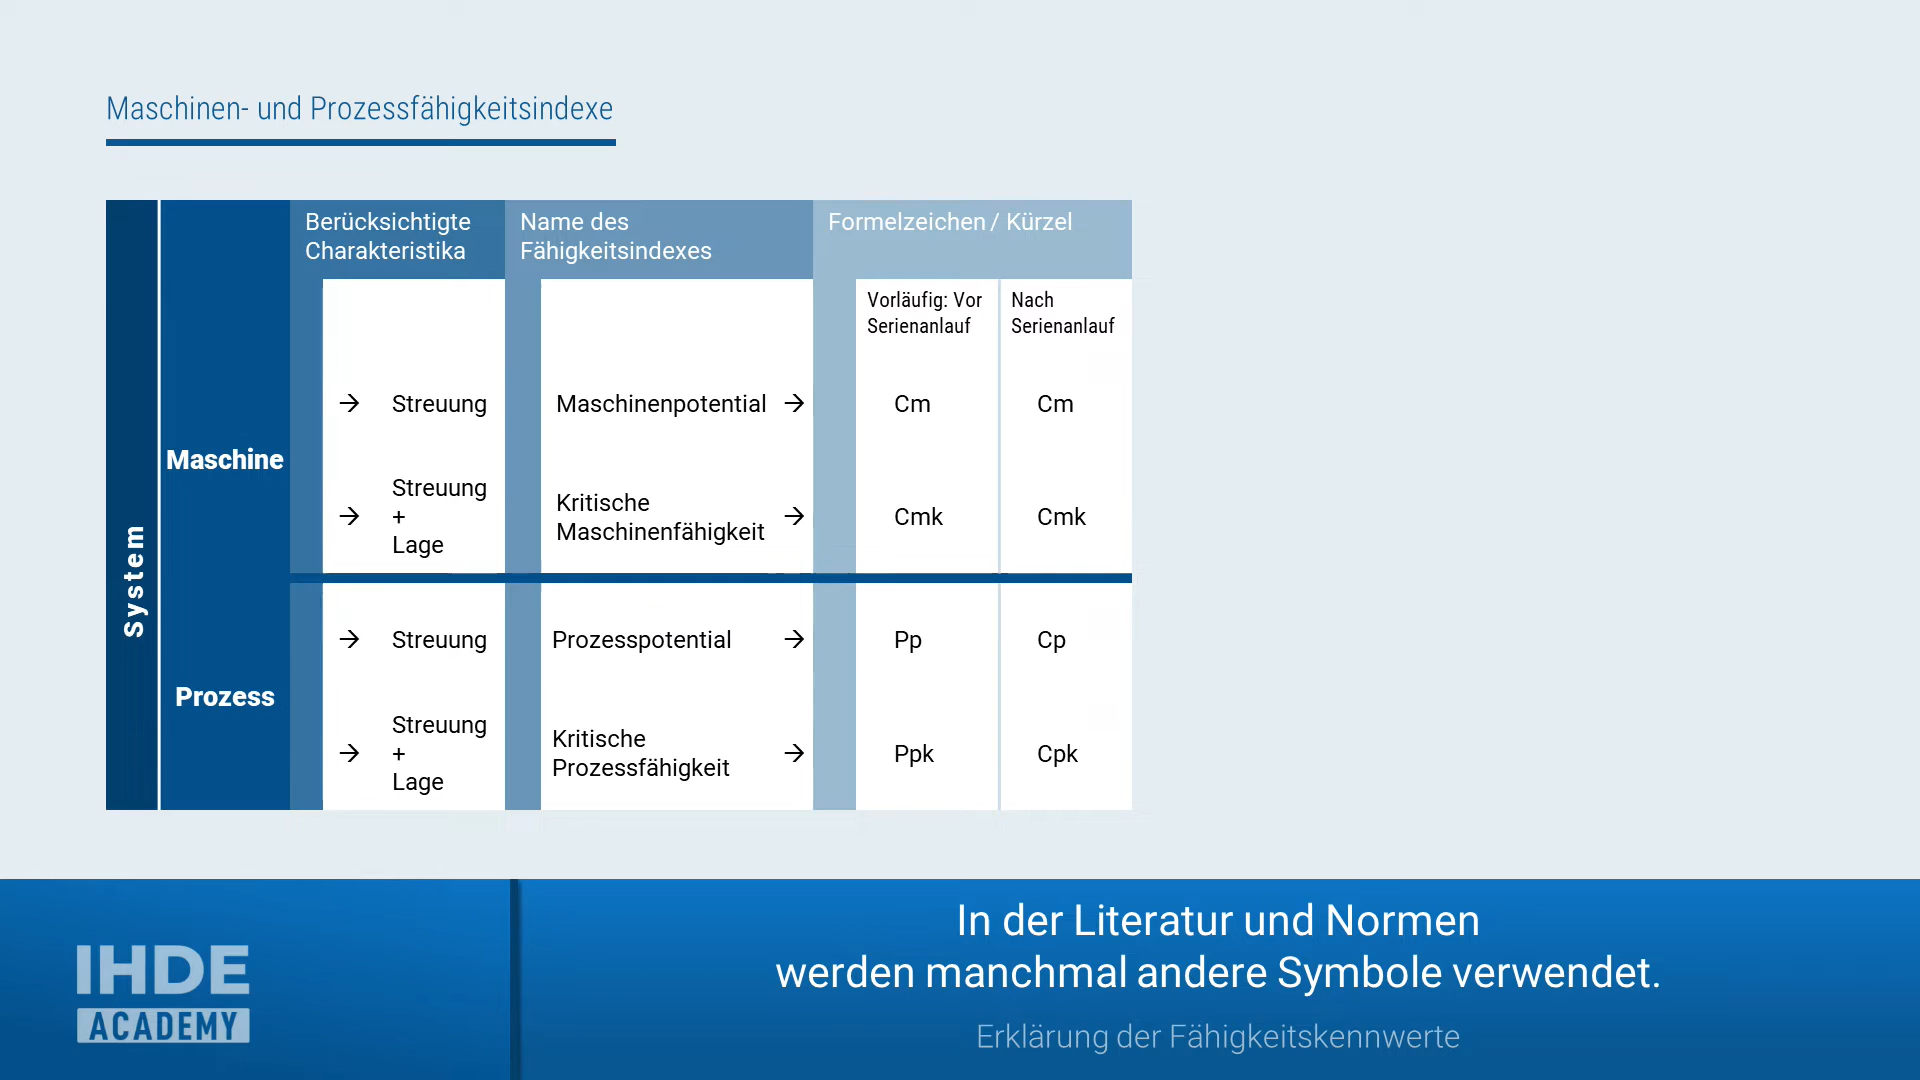 Maschinen- und Prozessfähigkeitsindexe
Berücksichtigte
Charakteristika
Name des
Fähigkeitsindexes
Formelzeichen / Kürzel
Vorläufig: Vor
Serienanlauf
Nach
Serienanlauf
System
Maschine
→ Streuung
Maschinenpotential →
Cm
Cm
→ Streuung
+
Lage
Kritische
Maschinenfähigkeit →
Cmk
Cmk
Prozess
→ Streuung
Prozesspotential →
Pp
Cp
→ Streuung
+
Lage
Kritische
Prozessfähigkeit →
Ppk
Cpk
IHDE
ACADEMY
In der Literatur und Normen
werden manchmal andere Symbole verwendet.
Erklärung der Fähigkeitskennwerte